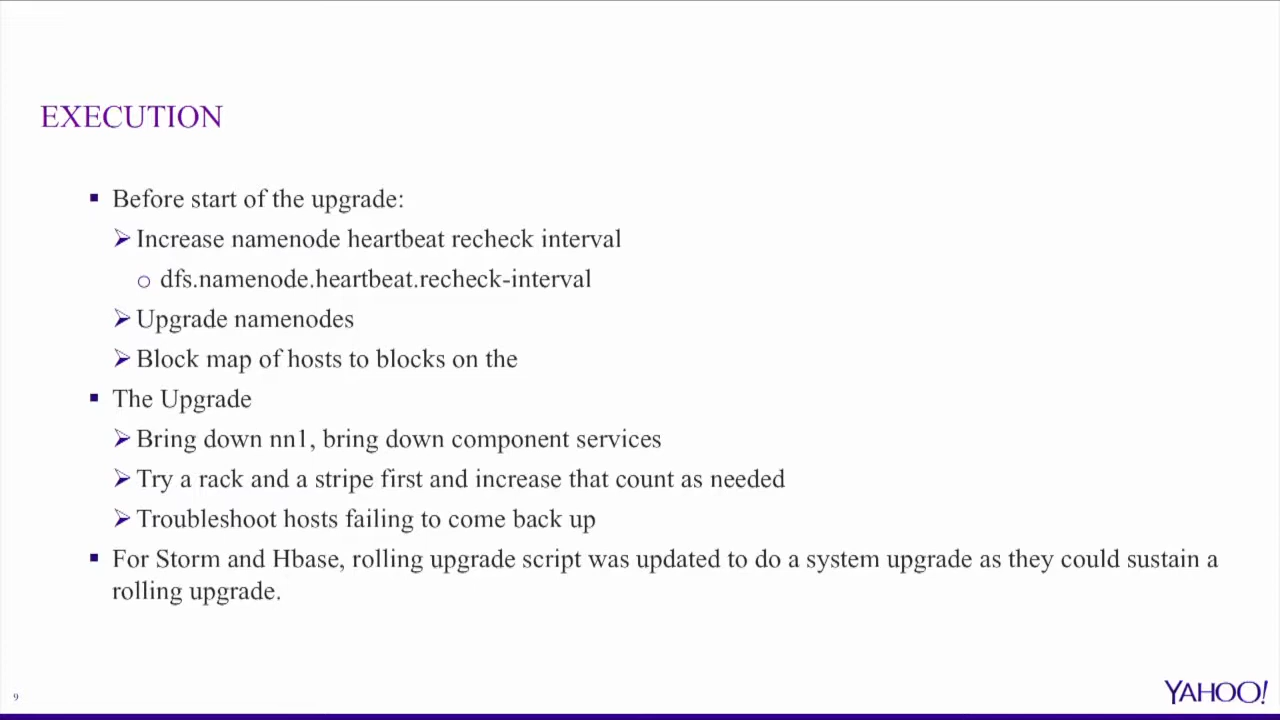 EXECUTION
▪ Before start of the upgrade:
➢ Increase namenode heartbeat recheck interval
o dfs.namenode.heartbeat.recheck-interval
➢ Upgrade namenodes
➢ Block map of hosts to blocks on the
▪ The Upgrade
➢ Bring down nn1, bring down component services
➢ Try a rack and a stripe first and increase that count as needed
➢ Troubleshoot hosts failing to come back up
▪ For Storm and Hbase, rolling upgrade script was updated to do a system upgrade as they could sustain a
rolling upgrade.
9
YAHOO!